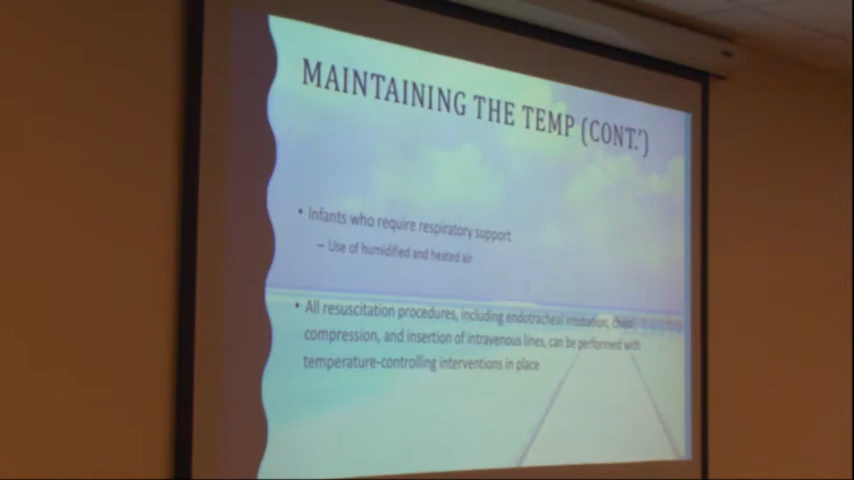 MAINTAINING THE TEMP (CONT.')
• Infants who require respiratory support
– Use of humidified and heated air
• All resuscitation procedures, including endotracheal intubation, chest
compression, and insertion of intravenous lines, can be performed with
temperature-controlling interventions in place